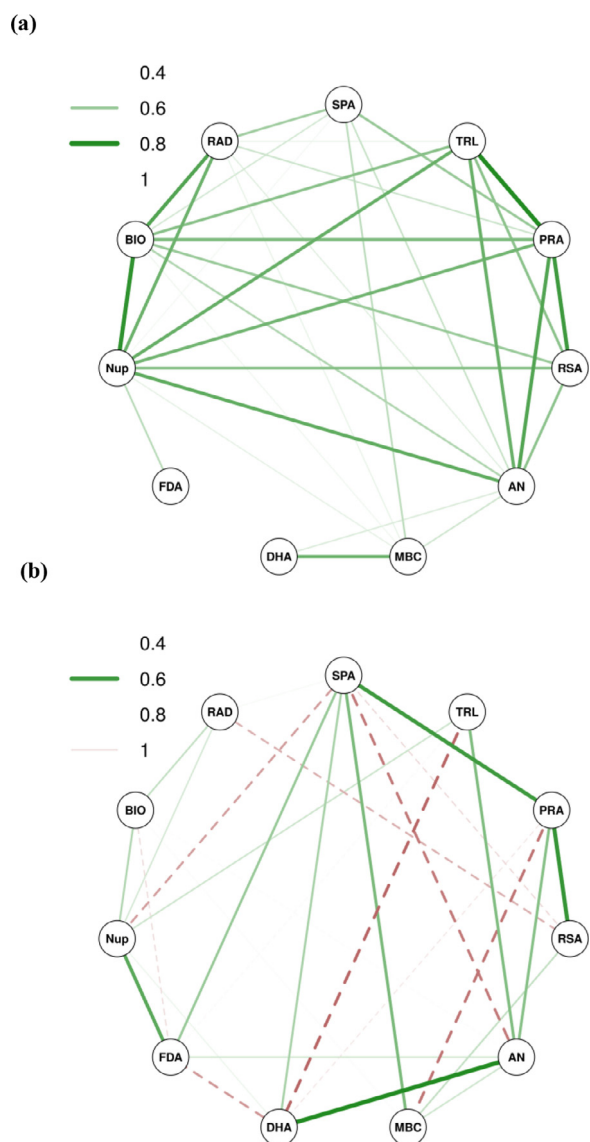 (a)
0.4
0.6
0.8
1
SPA
RAD
TRL
BIO
PRA
Nup
RSA
FDA
AN
DHA
MBC
(b)
0.4
0.6
0.8
1
SPA
RAD
TRL
BIO
PRA
Nup
RSA
FDA
AN
DHA
MBC